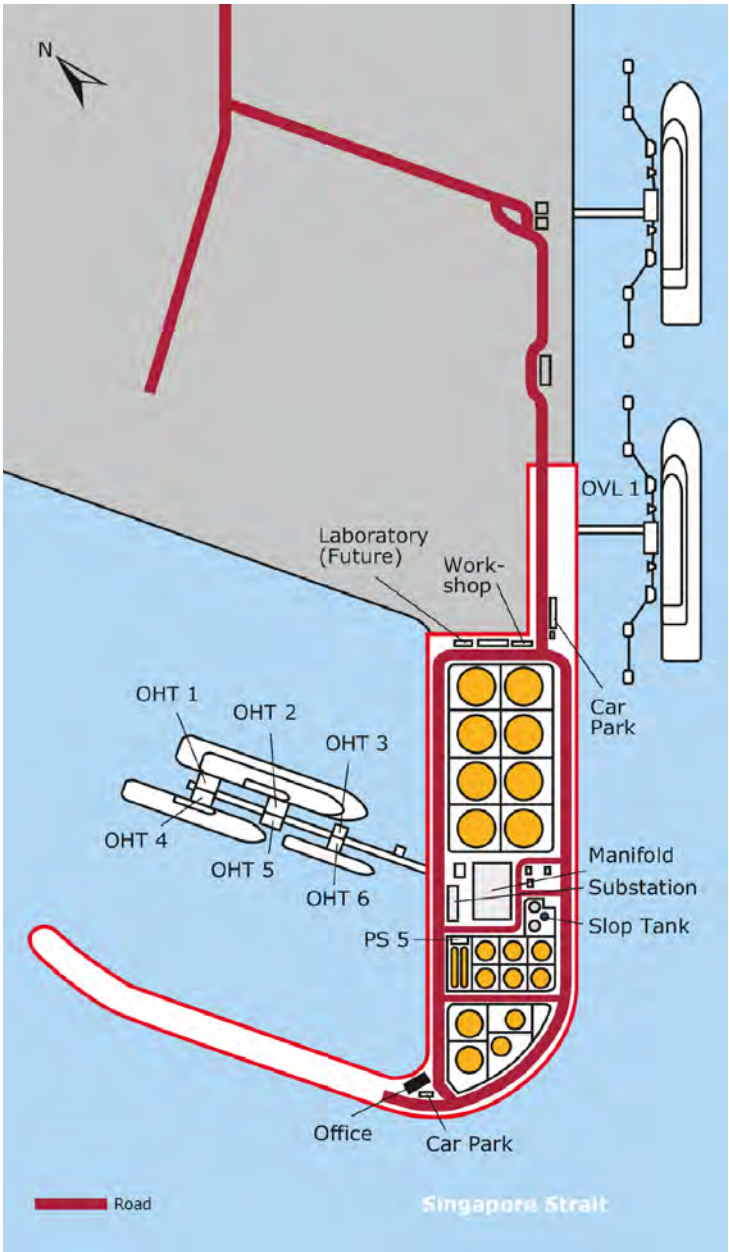 N
OVL 1
Laboratory
(Future)
Work-
shop
Car
Park
OHT 1
OHT 2
OHT 3
OHT 4
OHT 5
OHT 6
Manifold
Substation
Slop Tank
PS 5
Office
Car Park
Road
Singapore Strait